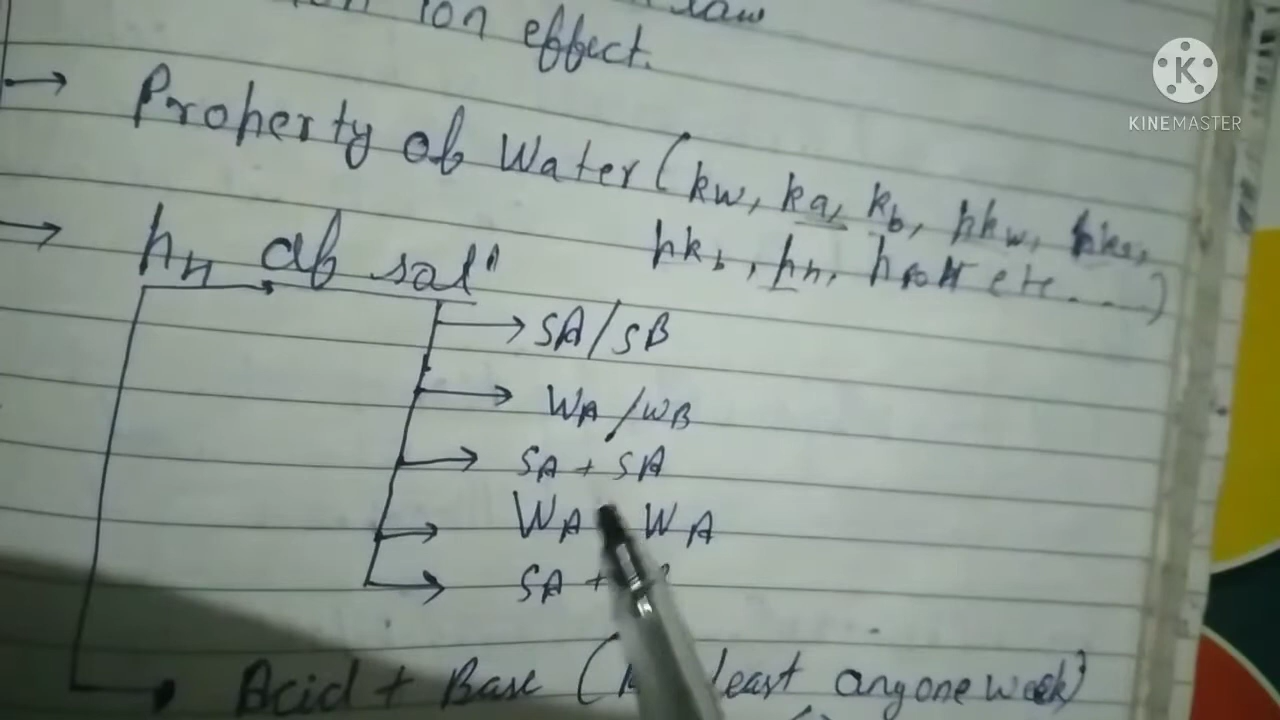 ion effect.
KINEMASTER
→ Property of Water (kw, ka, kb, pkw, pka,
pkb, pH, pOH etc....)
→ pH of solⁿ
→ SA/SB
→ WA/WB
→ SA + SA
→ WA WA
→ SA +
Acid + Base ( least anyone weak)